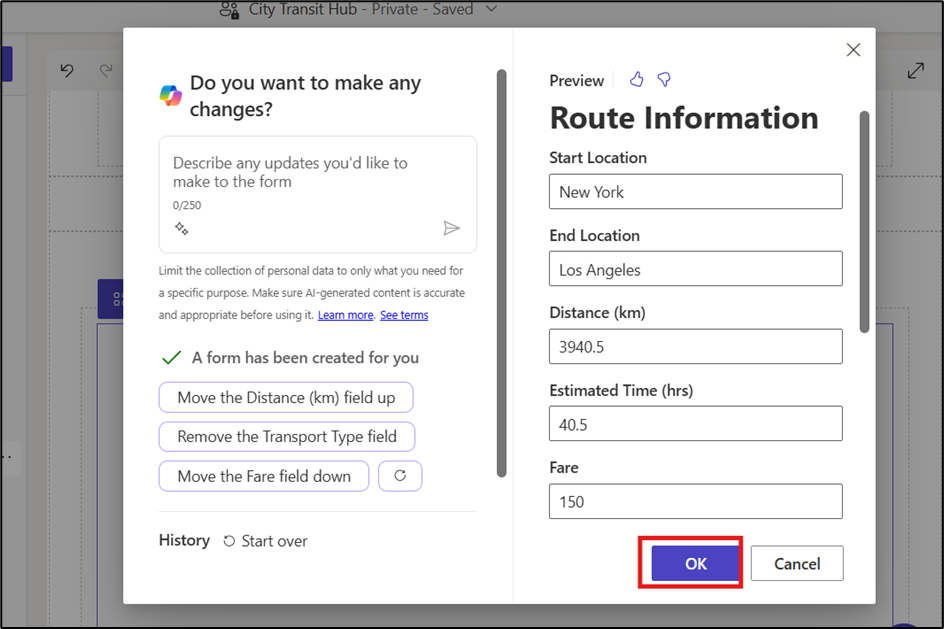 City Transit Hub - Private - Saved
Do you want to make any
changes?
Describe any updates you'd like to
make to the form
0/250
Limit the collection of personal data to only what you need for
a specific purpose. Make sure AI-generated content is accurate
and appropriate before using it. Learn more. See terms
A form has been created for you
Move the Distance (km) field up
Remove the Transport Type field
Move the Fare field down
History Start over
Preview
Route Information
Start Location
New York
End Location
Los Angeles
Distance (km)
3940.5
Estimated Time (hrs)
40.5
Fare
150
OK
Cancel